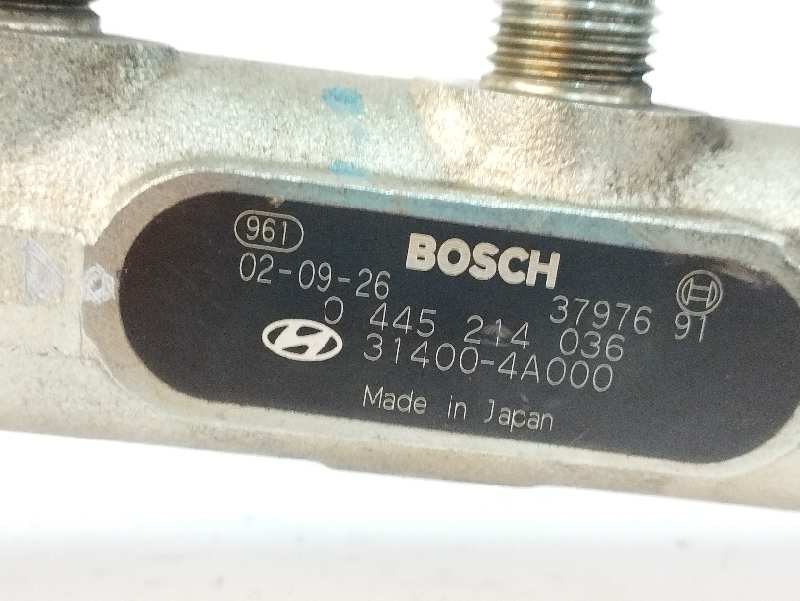 961
BOSCH
02-09-26
37976 91
0 445 214 036
31400-4A000
Made in Japan